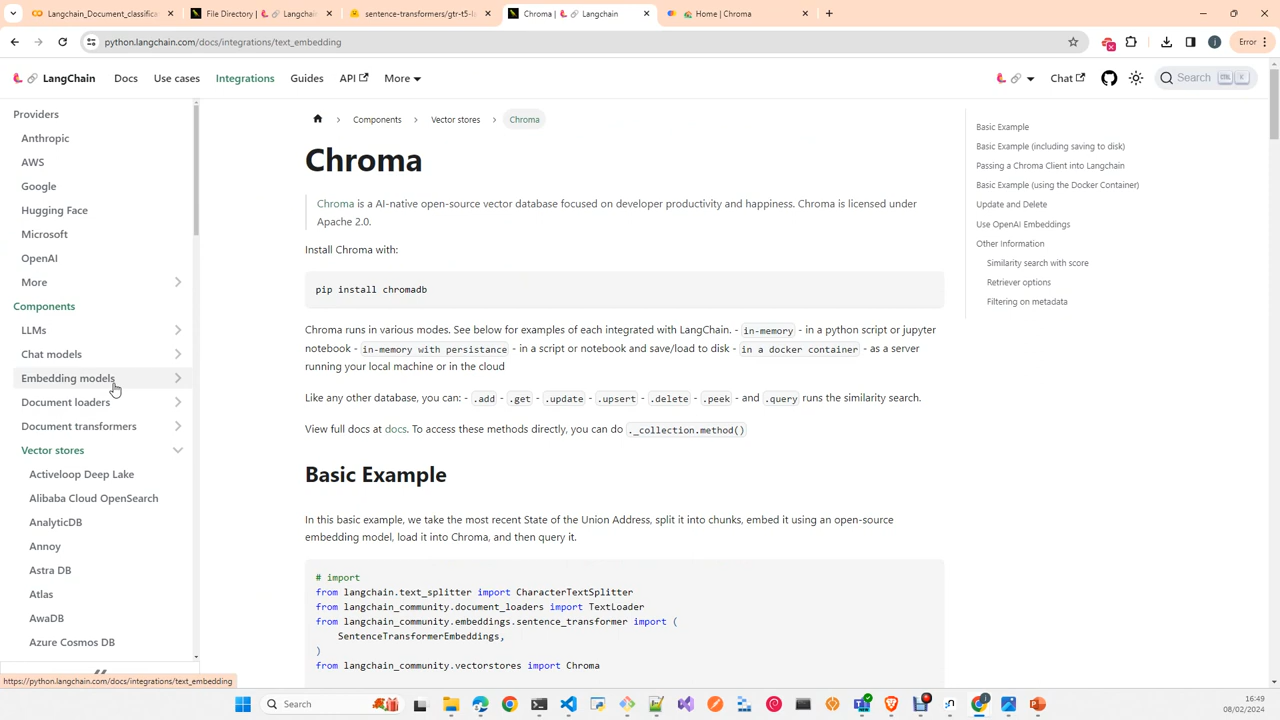 Langchain_Document_classifica
File Directory | 🦜️🔗 Langchain
sentence-transformers/gtr-t5-l
Chroma | 🦜️🔗 Langchain
Home | Chroma
python.langchain.com/docs/integrations/text_embedding
Error
LangChain
Docs
Use cases
Integrations
Guides
API
More
Chat
Search
K
Providers
Anthropic
AWS
Google
Hugging Face
Microsoft
OpenAI
More
Components
LLMs
Chat models
Embedding models
Document loaders
Document transformers
Vector stores
Activeloop Deep Lake
Alibaba Cloud OpenSearch
AnalyticDB
Annoy
Astra DB
Atlas
AwaDB
Azure Cosmos DB
https://python.langchain.com/docs/integrations/text_embedding
Components
Vector stores
Chroma
Chroma
Chroma is a AI-native open-source vector database focused on developer productivity and happiness. Chroma is licensed under
Apache 2.0.
Install Chroma with:
pip install chromadb
Chroma runs in various modes. See below for examples of each integrated with LangChain. - in-memory - in a python script or jupyter
notebook - in-memory with persistance - in a script or notebook and save/load to disk - in a docker container - as a server
running your local machine or in the cloud
Like any other database, you can: - .add - .get - .update - .upsert - .delete - .peek - and .query runs the similarity search.
View full docs at docs. To access these methods directly, you can do ._collection.method()
Basic Example
In this basic example, we take the most recent State of the Union Address, split it into chunks, embed it using an open-source
embedding model, load it into Chroma, and then query it.
# import
from langchain.text_splitter import CharacterTextSplitter
from langchain_community.document_loaders import TextLoader
from langchain_community.embeddings.sentence_transformer import (
SentenceTransformerEmbeddings,
)
from langchain_community.vectorstores import Chroma
Basic Example
Basic Example (including saving to disk)
Passing a Chroma Client into Langchain
Basic Example (using the Docker Container)
Update and Delete
Use OpenAI Embeddings
Other Information
Similarity search with score
Retriever options
Filtering on metadata
Search
16:49
08/02/2024